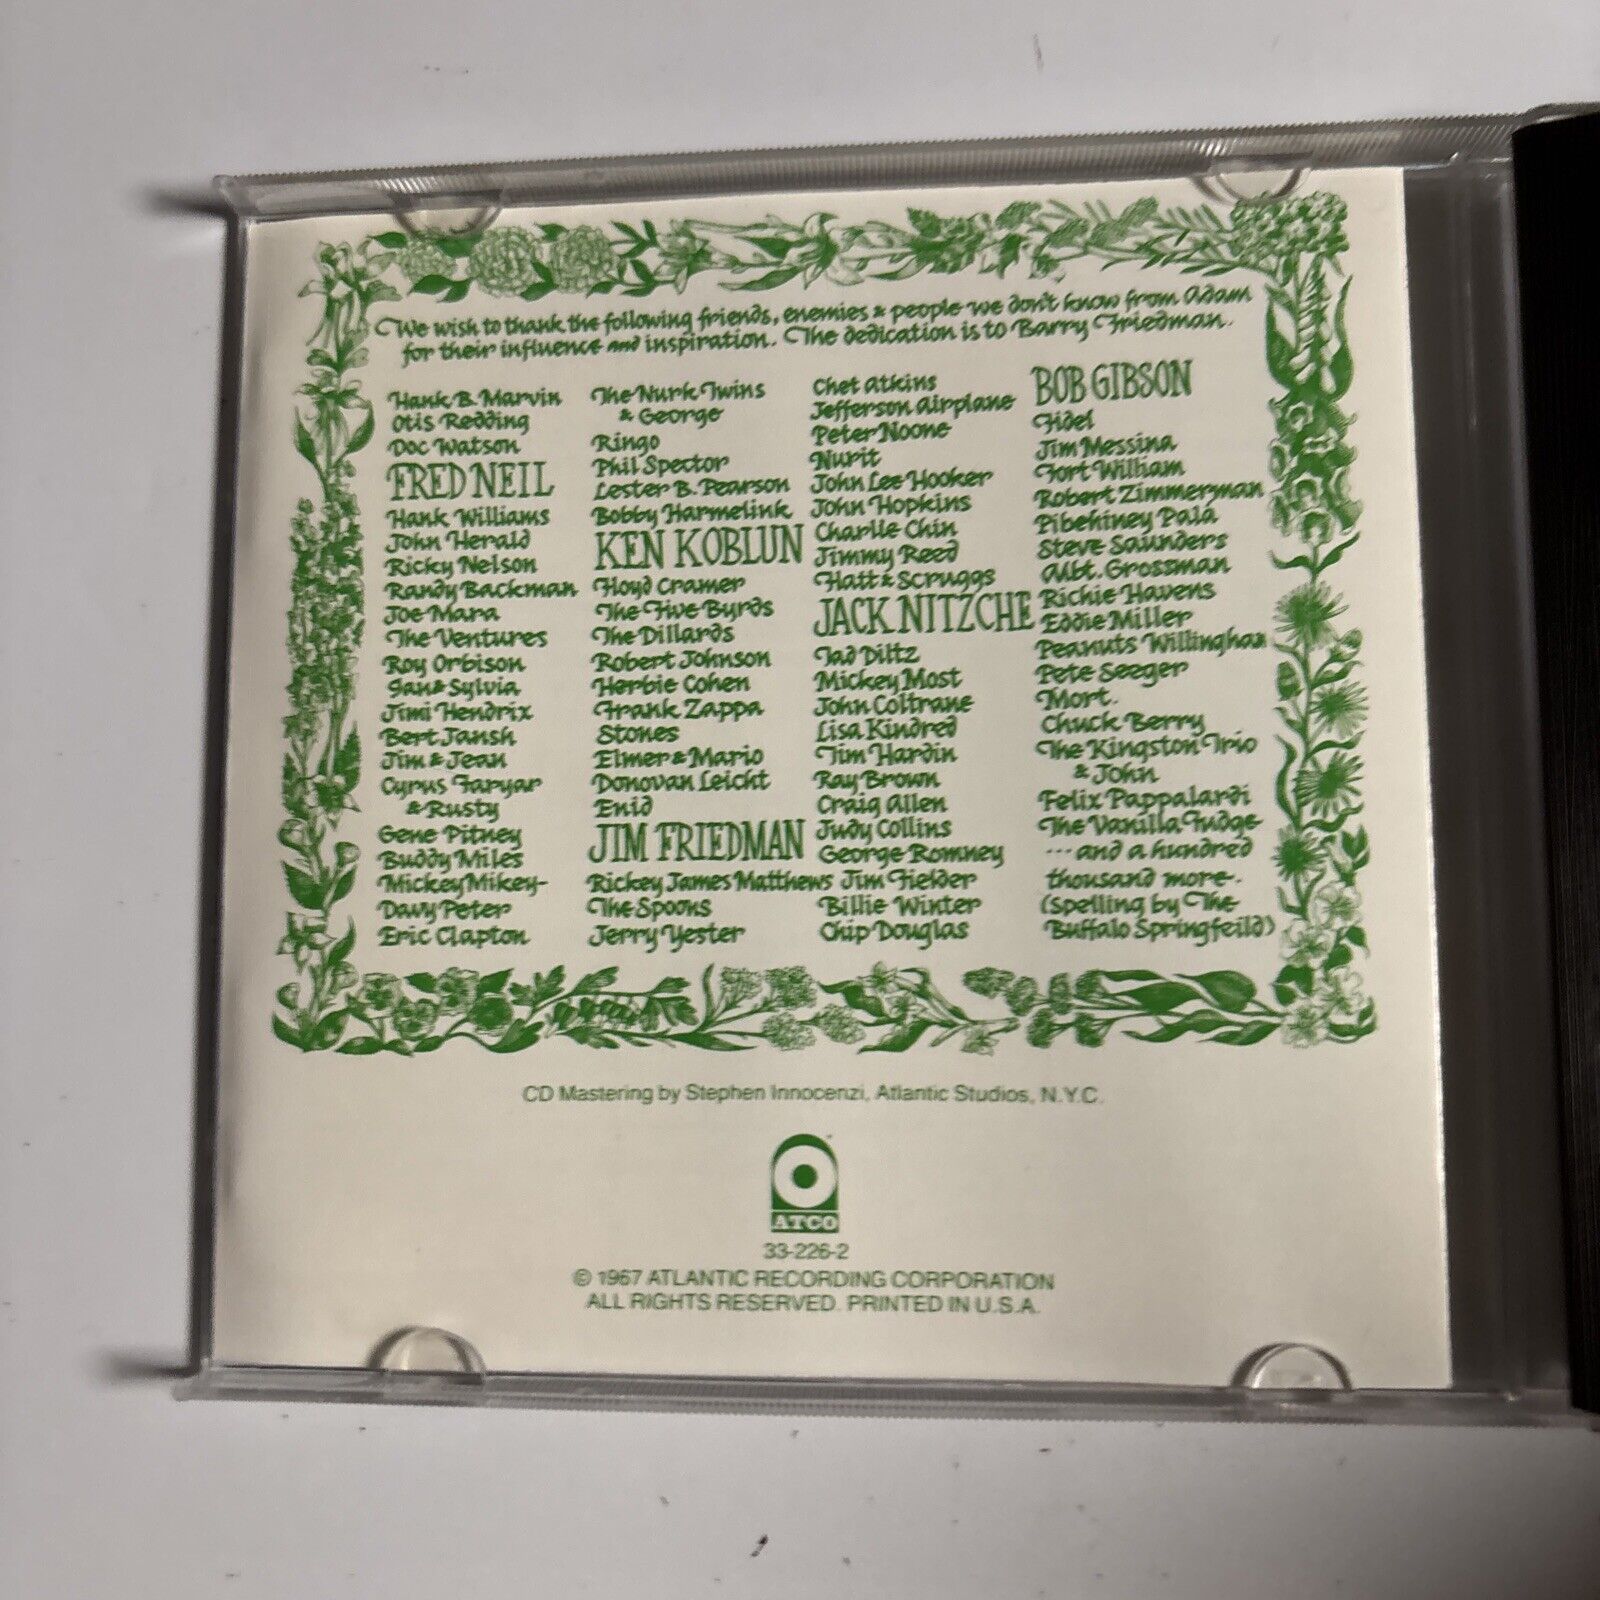 We wish to thank the following friends, enemies & people we don't know from Adam
for their influence and inspiration. The dedication is to Barry Friedman.
Hank B. Marvin
Otis Redding
Doc Watson
FRED NEIL
Hank Williams
John Herald
Ricky Nelson
Randy Backman
Joe Mara
The Ventures
Roy Orbison
Ian & Sylvia
Jimi Hendrix
Bert Jansh
Jim & Jean
Cyrus Faryar
& Rusty
Gene Pitney
Buddy Miles
Mickey Mikey-
Davy Peter
Eric Clapton
The Nurk Twins
& George
Ringo
Phil Spector
Lester B. Pearson
Bobby Harmelink
KEN KOBLUN
Floyd Cramer
The Five Byrds
The Dillards
Robert Johnson
Herbie Cohen
Frank Zappa
Stones
Elmer & Mario
Donovan Leicht
Enid
JIM FRIEDMAN
Rickey James Matthews
The Spoons
Jerry Yester
Chet Atkins
Jefferson Airplane
Peter Noone
Nurit
John Lee Hooker
John Hopkins
Charlie Chin
Jimmy Reed
Flatt & Scruggs
JACK NITZCHE
Tad Diltz
Mickey Most
John Coltrane
Lisa Kindred
Tim Hardin
Ray Brown
Craig Allen
Judy Collins
George Romney
Jim Fielder
Billie Winter
Chip Douglas
BOB GIBSON
Fidel
Jim Messina
Fort William
Robert Zimmerman
Pibehiney Pala
Steve Saunders
Albt. Grossman
Richie Havens
Eddie Miller
Peanuts Willingham
Pete Seeger
Mort.
Chuck Berry
The Kingston Trio
& John
Felix Pappalardi
The Vanilla Fudge
...and a hundred
thousand more.
(Spelling by The
Buffalo Springfeild)
CD Mastering by Stephen Innocenzi, Atlantic Studios, N.Y.C.
ATCO
33-226-2
© 1967 ATLANTIC RECORDING CORPORATION
ALL RIGHTS RESERVED. PRINTED IN U.S.A.